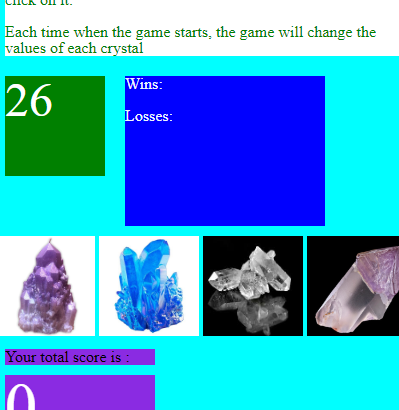 click on it.
Each time when the game starts, the game will change the
values of each crystal
26
Wins:
Losses:
Your total score is :
0